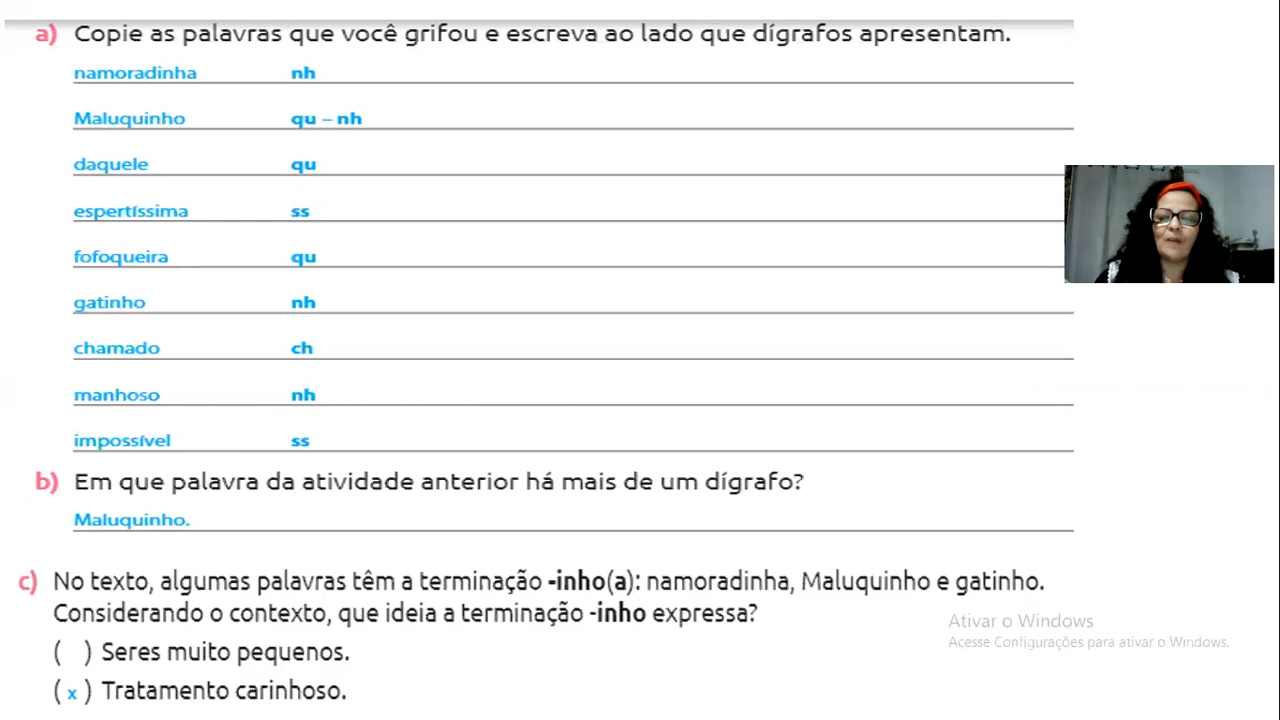 a) Copie as palavras que você grifou e escreva ao lado que dígrafos apresentam.
namoradinha nh
Maluquinho qu – nh
daquele qu
espertíssima ss
fofoqueira qu
gatinho nh
chamado ch
manhoso nh
impossível ss
b) Em que palavra da atividade anterior há mais de um dígrafo?
Maluquinho.
c) No texto, algumas palavras têm a terminação -inho(a): namoradinha, Maluquinho e gatinho.
Considerando o contexto, que ideia a terminação -inho expressa?
( ) Seres muito pequenos.
( x ) Tratamento carinhoso.
Ativar o Windows
Acesse Configurações para ativar o Windows.